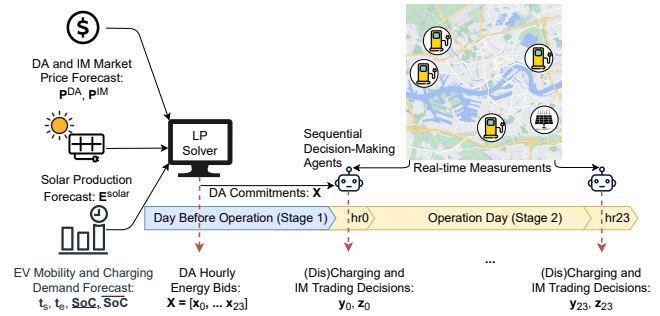 $
DA and IM Market
Price Forecast:
P^DA, P^IM
Solar Production
Forecast: E^solar
EV Mobility and Charging
Demand Forecast:
t_s, t_e, SoC, SoC
LP
Solver
DA Commitments: X
Sequential
Decision-Making
Agents
Real-time Measurements
Day Before Operation (Stage 1)
hr0
Operation Day (Stage 2)
hr23
DA Hourly
Energy Bids:
X = [x_0, ... x_23]
(Dis)Charging and
IM Trading Decisions:
y_0, z_0
...
(Dis)Charging and
IM Trading Decisions:
y_23, z_23